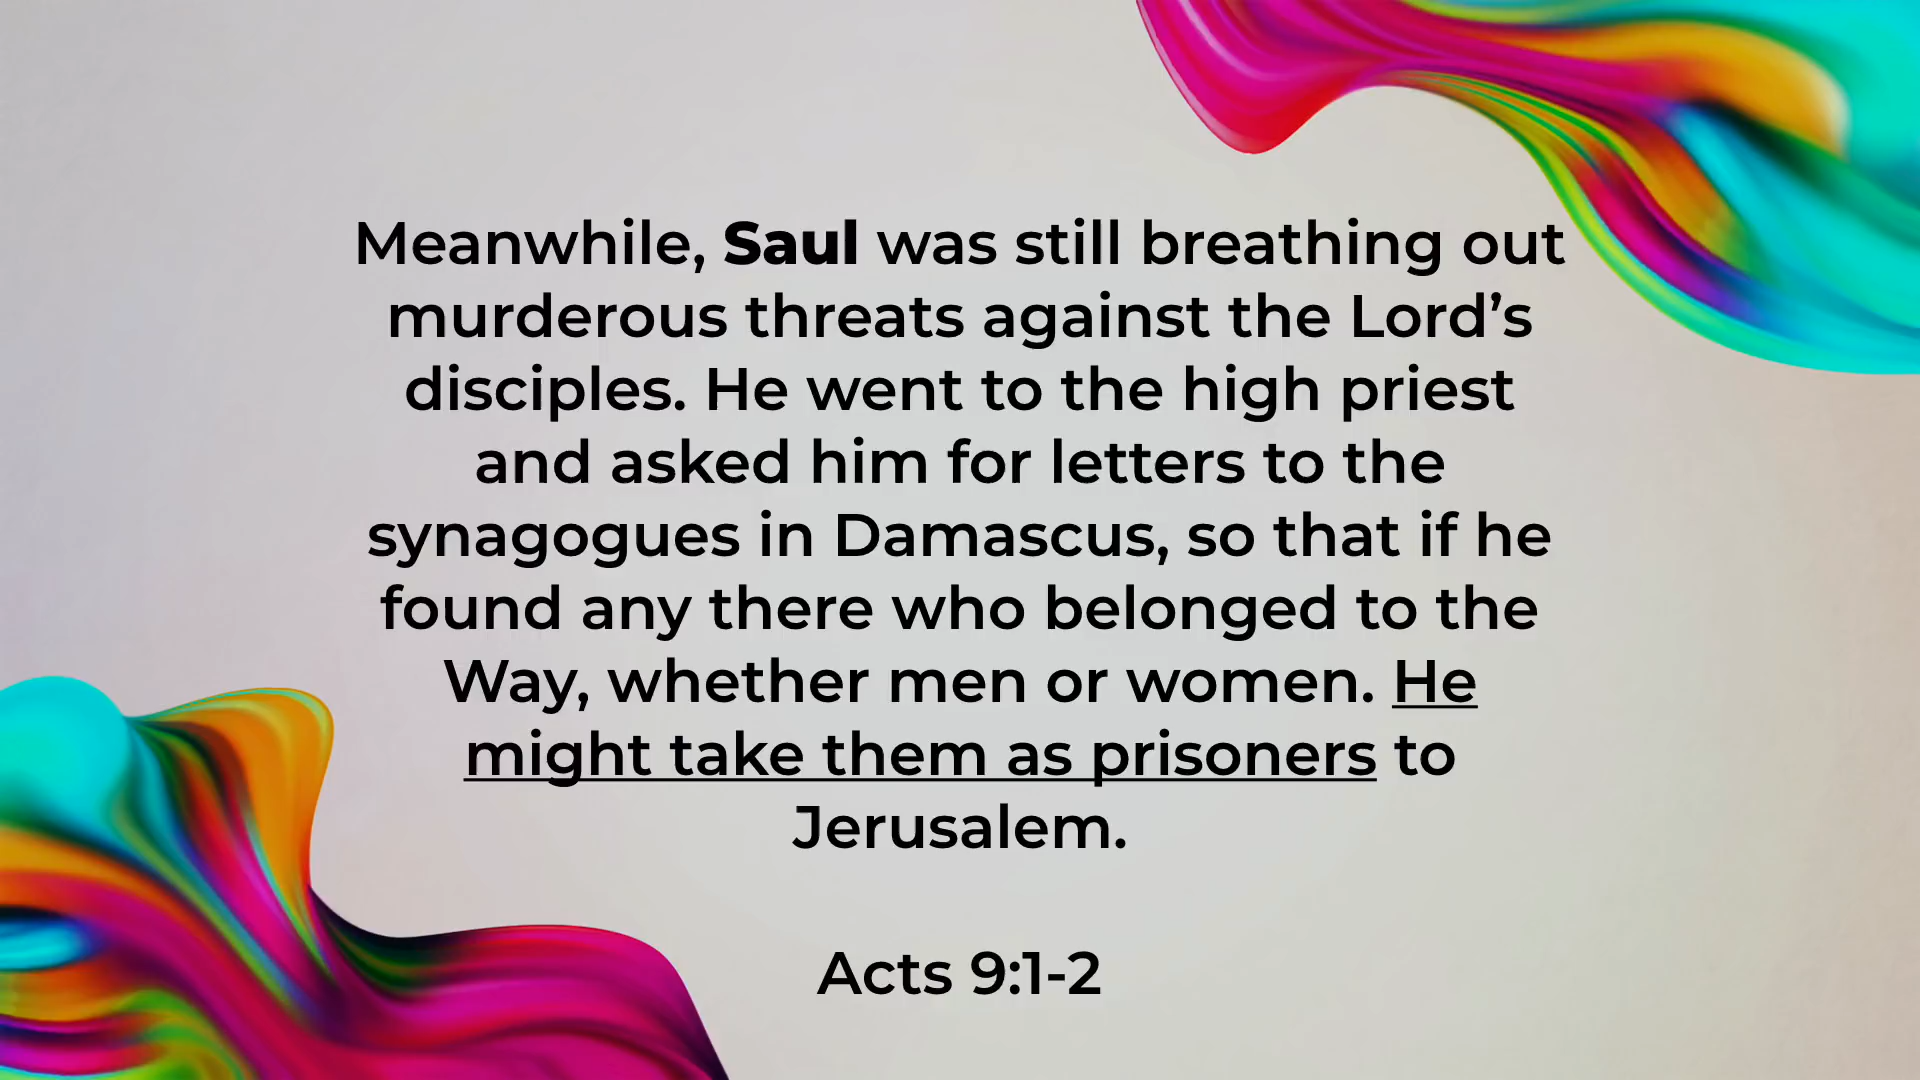 Meanwhile, Saul was still breathing out
murderous threats against the Lord’s
disciples. He went to the high priest
and asked him for letters to the
synagogues in Damascus, so that if he
found any there who belonged to the
Way, whether men or women. He
might take them as prisoners to
Jerusalem.
Acts 9:1-2